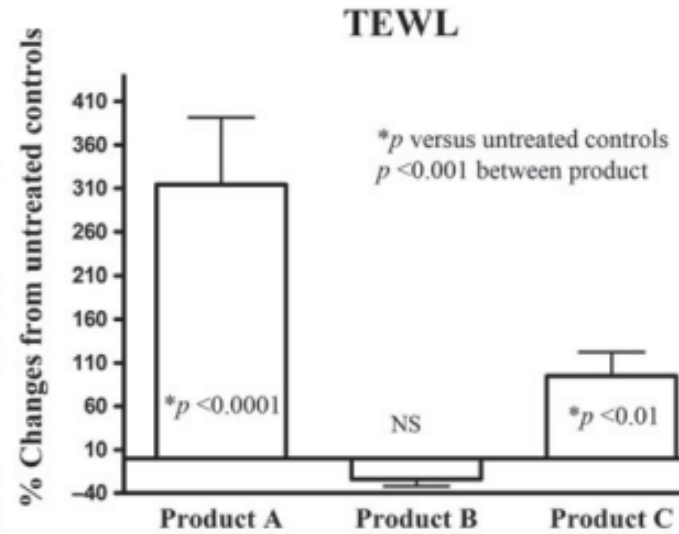 TEWL
% Changes from untreated controls
410
360
310
260
210
160
110
60
10
–40
*p versus untreated controls
p <0.001 between product
*p <0.0001
NS
*p <0.01
Product A
Product B
Product C